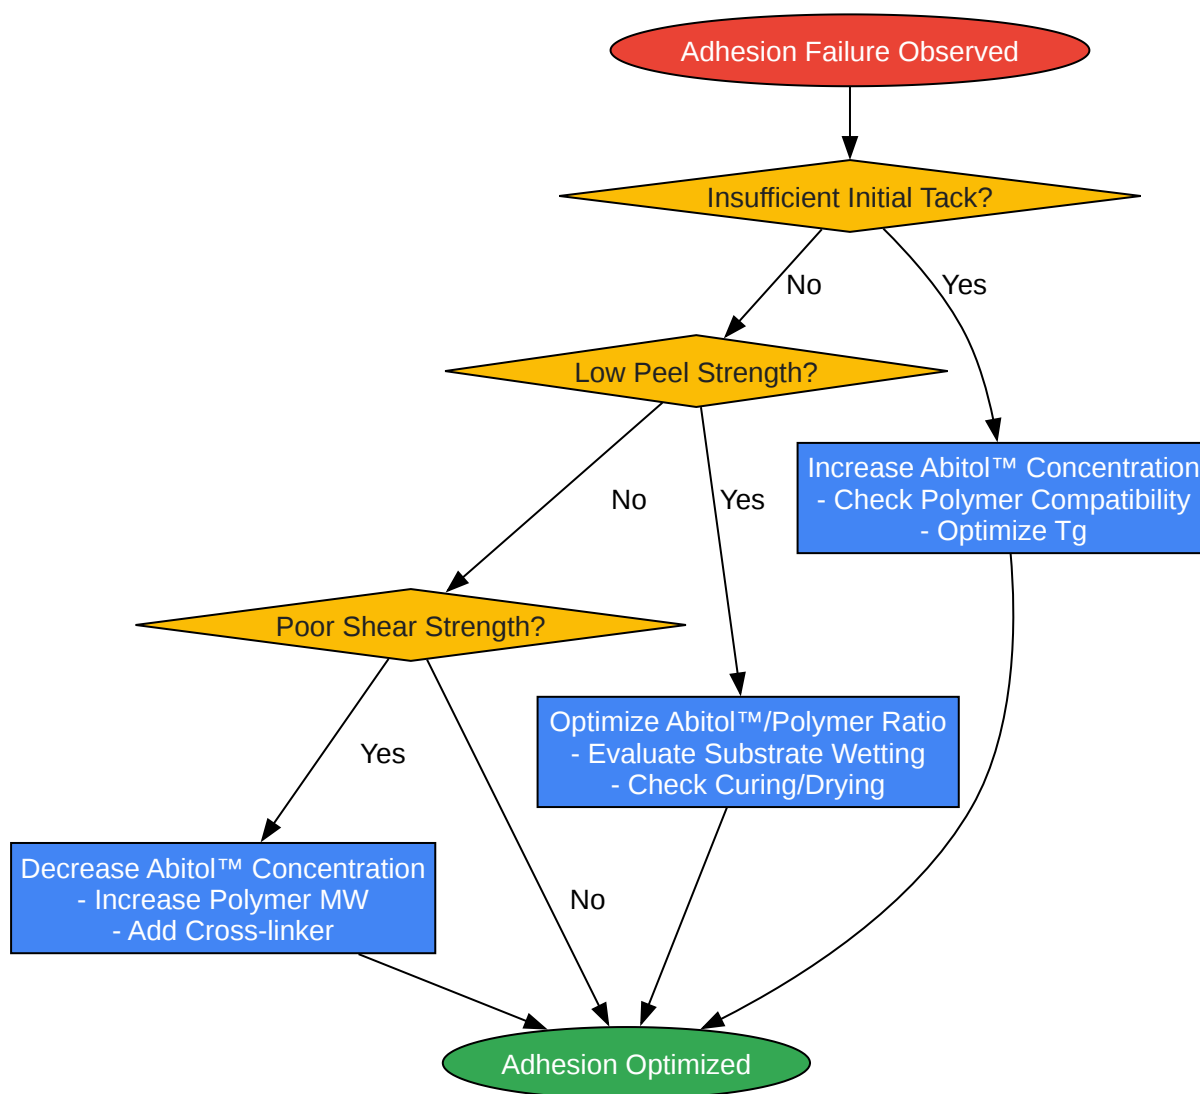 Adhesion Failure Observed
Insufficient Initial Tack?
No
Yes
Low Peel Strength?
Increase Abitol™ Concentration
- Check Polymer Compatibility
- Optimize Tg
No
Yes
Poor Shear Strength?
Optimize Abitol™/Polymer Ratio
- Evaluate Substrate Wetting
- Check Curing/Drying
Yes
Decrease Abitol™ Concentration
- Increase Polymer MW
- Add Cross-linker
No
Adhesion Optimized